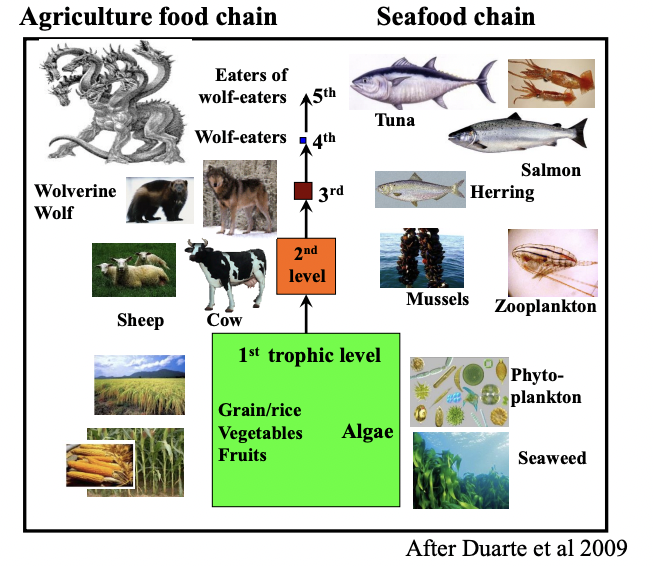 Agriculture food chain
Seafood chain
Eaters of
wolf-eaters
5th
Tuna
Wolf-eaters
4th
Salmon
Wolverine
Wolf
3rd
Herring
2nd
level
Mussels
Zooplankton
Sheep
Cow
1st trophic level
Phyto-
plankton
Grain/rice
Vegetables
Fruits
Algae
Seaweed
After Duarte et al 2009